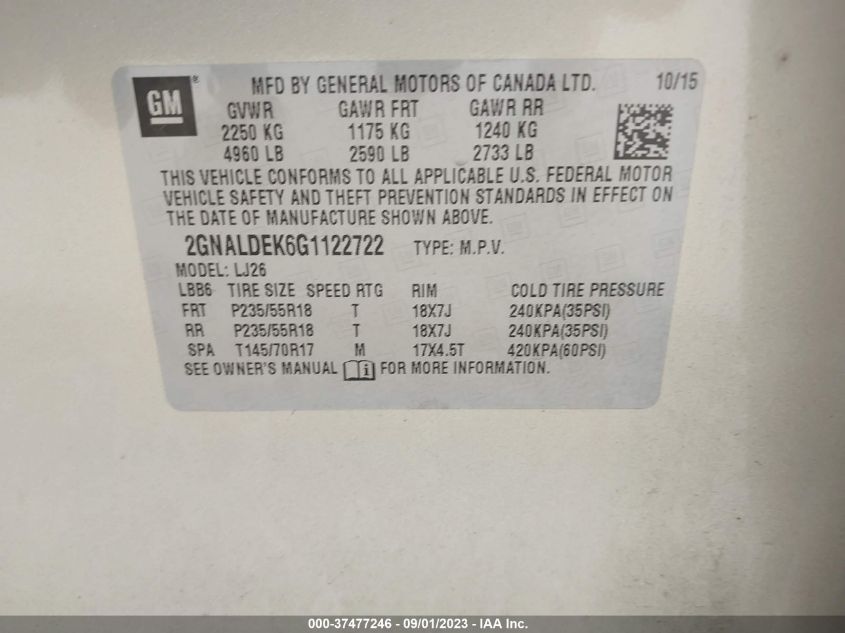 GM ® MFD BY GENERAL MOTORS OF CANADA LTD. 10/15
GVWR GAWR FRT GAWR RR
2250 KG 1175 KG 1240 KG
4960 LB 2590 LB 2733 LB
THIS VEHICLE CONFORMS TO ALL APPLICABLE U.S. FEDERAL MOTOR
VEHICLE SAFETY AND THEFT PREVENTION STANDARDS IN EFFECT ON
THE DATE OF MANUFACTURE SHOWN ABOVE.
2GNALDEK6G1122722 TYPE: M.P.V.
MODEL: LJ26
LBB6 TIRE SIZE SPEED RTG RIM COLD TIRE PRESSURE
FRT P235/55R18 T 18X7J 240KPA(35PSI)
RR P235/55R18 T 18X7J 240KPA(35PSI)
SPA T145/70R17 M 17X4.5T 420KPA(60PSI)
SEE OWNER'S MANUAL i FOR MORE INFORMATION.
000-37477246 - 09/01/2023 - IAA Inc.